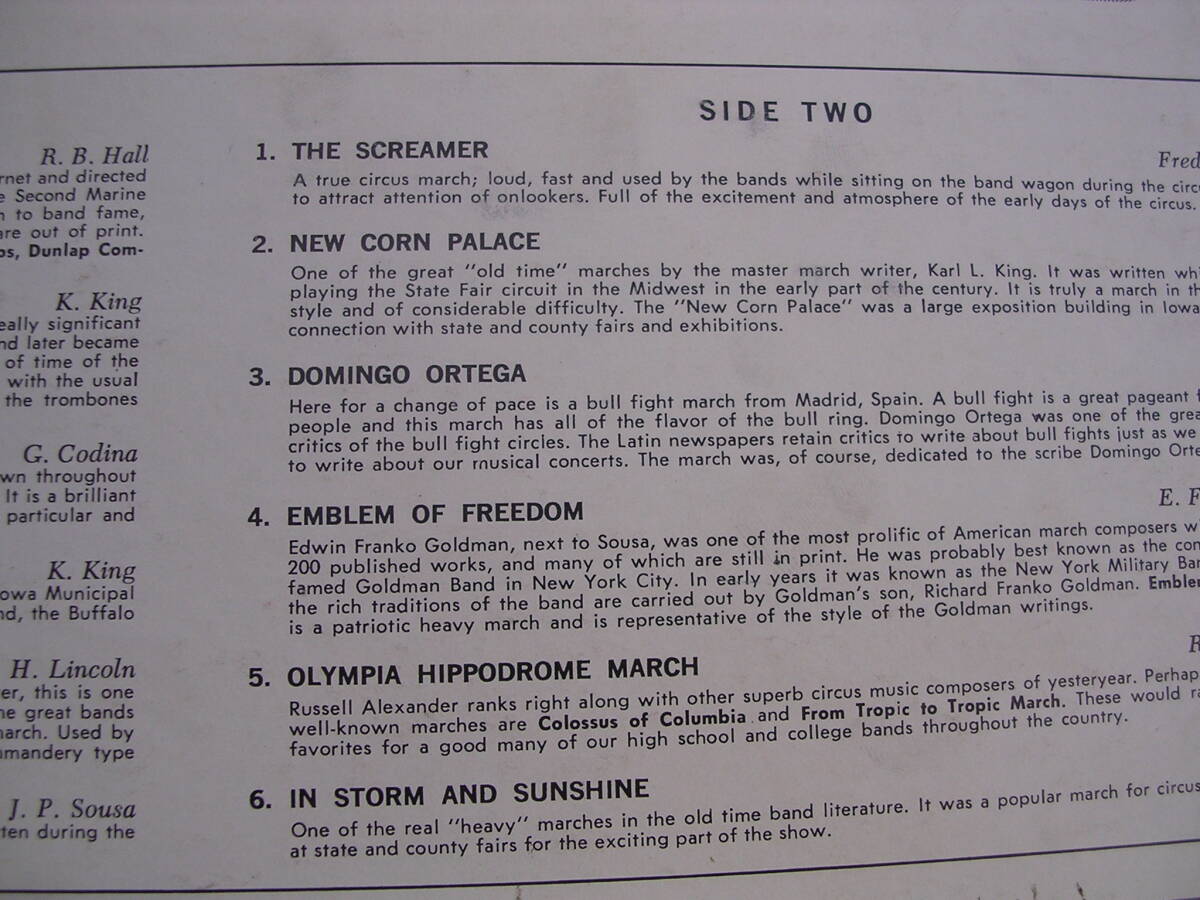 R. B. Hall
rnet and directed
e Second Marine
n to band fame,
are out of print.
os, Dunlap Com-
K. King
eally significant
nd later became
of time of the
with the usual
the trombones
G. Codina
wn throughout
It is a brilliant
particular and
K. King
owa Municipal
nd, the Buffalo
H. Lincoln
er, this is one
he great bands
march. Used by
mmandery type
J. P. Sousa
ten during the
SIDE TWO
1. THE SCREAMER
Fred
A true circus march; loud, fast and used by the bands while sitting on the band wagon during the circu
to attract attention of onlookers. Full of the excitement and atmosphere of the early days of the circus.
2. NEW CORN PALACE
One of the great "old time" marches by the master march writer, Karl L. King. It was written whi
playing the State Fair circuit in the Midwest in the early part of the century. It is truly a march in th
style and of considerable difficulty. The "New Corn Palace" was a large exposition building in Iowa
connection with state and county fairs and exhibitions.
3. DOMINGO ORTEGA
Here for a change of pace is a bull fight march from Madrid, Spain. A bull fight is a great pageant f
people and this march has all of the flavor of the bull ring. Domingo Ortega was one of the grea
critics of the bull fight circles. The Latin newspapers retain critics to write about bull fights just as we
to write about our musical concerts. The march was, of course, dedicated to the scribe Domingo Orte
4. EMBLEM OF FREEDOM
E. F
Edwin Franko Goldman, next to Sousa, was one of the most prolific of American march composers w
200 published works, and many of which are still in print. He was probably best known as the con
famed Goldman Band in New York City. In early years it was known as the New York Military Ban
the rich traditions of the band are carried out by Goldman's son, Richard Franko Goldman. Emblem
is a patriotic heavy march and is representative of the style of the Goldman writings.
5. OLYMPIA HIPPODROME MARCH
R
Russell Alexander ranks right along with other superb circus music composers of yesteryear. Perhap
well-known marches are Colossus of Columbia and From Tropic to Tropic March. These would ra
favorites for a good many of our high school and college bands throughout the country.
6. IN STORM AND SUNSHINE
One of the real "heavy" marches in the old time band literature. It was a popular march for circus
at state and county fairs for the exciting part of the show.